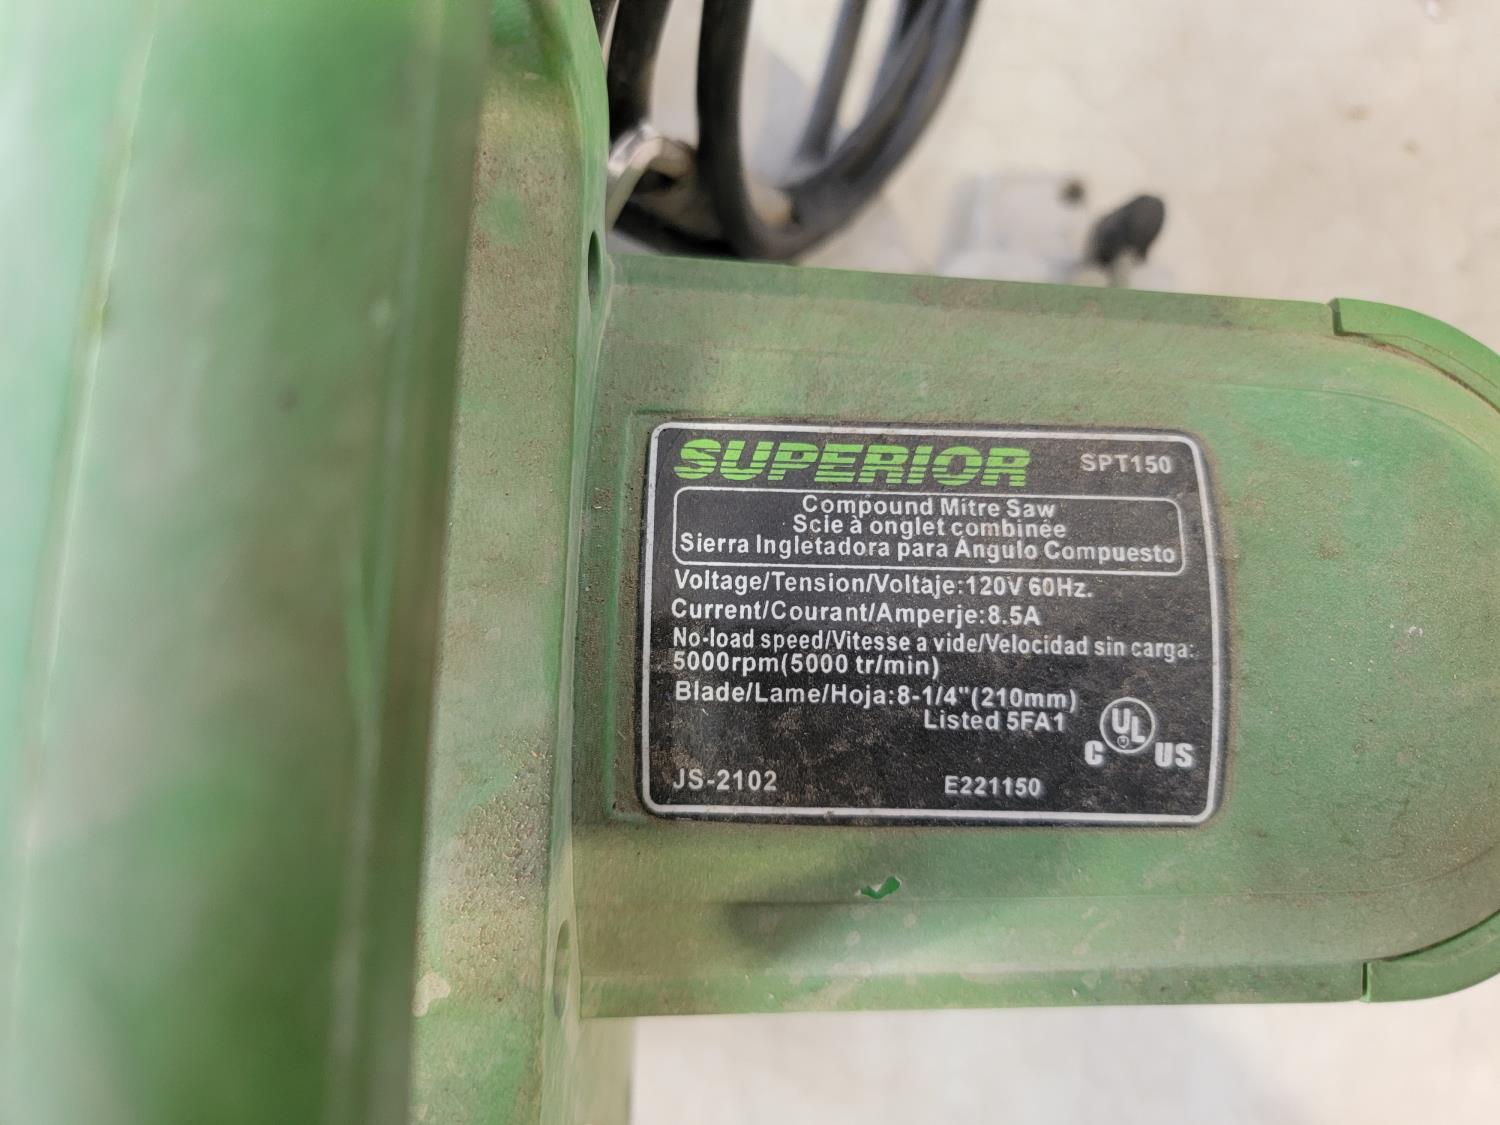 SUPERIOR SPT150
Compound Mitre Saw
Scie à onglet combinée
Sierra Ingletadora para Ángulo Compuesto
Voltage/Tension/Voltaje:120V 60Hz.
Current/Courant/Amperje:8.5A
No-load speed/Vitesse a vide/Velocidad sin carga:
5000rpm(5000 tr/min)
Blade/Lame/Hoja:8-1/4"(210mm)
Listed 5FA1
C UL US
JS-2102 E221150